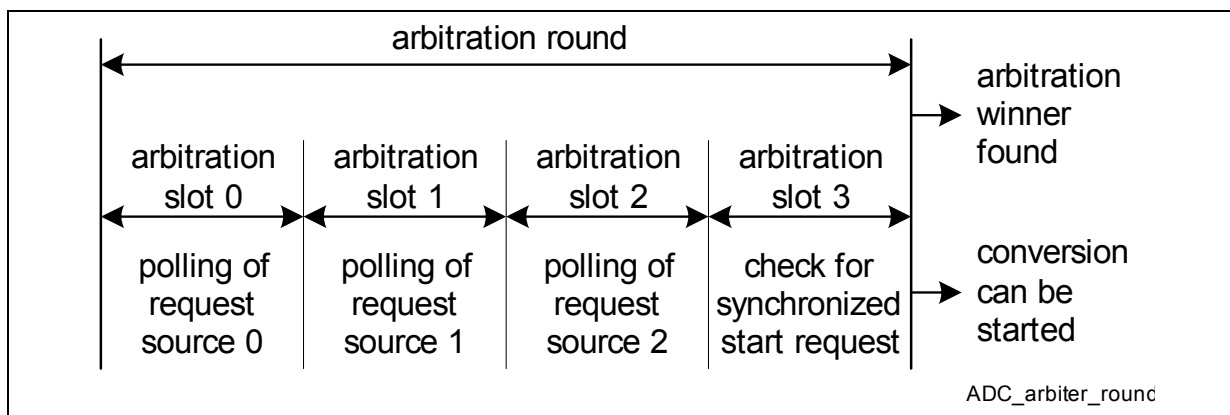 arbitration round
arbitration
winner
found
arbitration
slot 0
arbitration
slot 1
arbitration
slot 2
arbitration
slot 3
polling of
request
source 0
polling of
request
source 1
polling of
request
source 2
check for
synchronized
start request
conversion
can be
started
ADC_arbiter_round